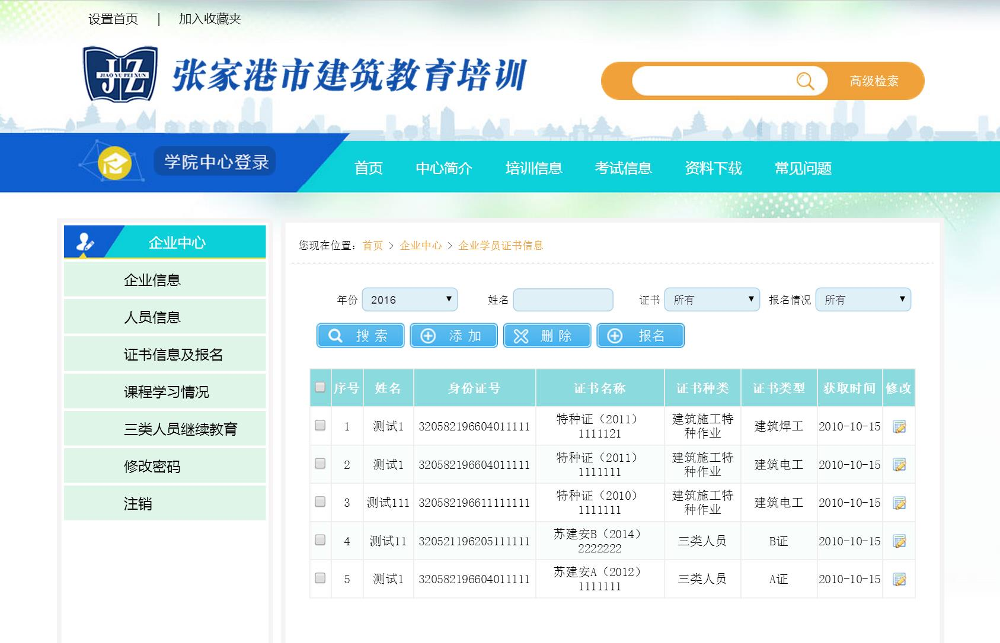 设置首页 | 加入收藏夹
JZ
JIAO YU PEI XUN
张家港市建筑教育培训
高级检索
学院中心登录
首页 中心简介 培训信息 考试信息 资料下载 常见问题
企业中心
企业信息
人员信息
证书信息及报名
课程学习情况
三类人员继续教育
修改密码
注销
您现在位置：首页 > 企业中心 > 企业学员证书信息
年份 2016 姓名 证书 所有 报名情况 所有
搜 索 添 加 删 除 报名
序号 姓名 身份证号 证书名称 证书种类 证书类型 获取时间 修改
1 测试1 320582196604011111 特种证（2011）1111121 建筑施工特种作业 建筑焊工 2010-10-15
2 测试1 320582196604011111 特种证（2011）1111111 建筑施工特种作业 建筑电工 2010-10-15
3 测试111 320582196611111111 特种证（2010）1111111 建筑施工特种作业 建筑电工 2010-10-15
4 测试11 320521196205111111 苏建安B（2014）2222222 三类人员 B证 2010-10-15
5 测试1 320582196604011111 苏建安A（2012）1111111 三类人员 A证 2010-10-15